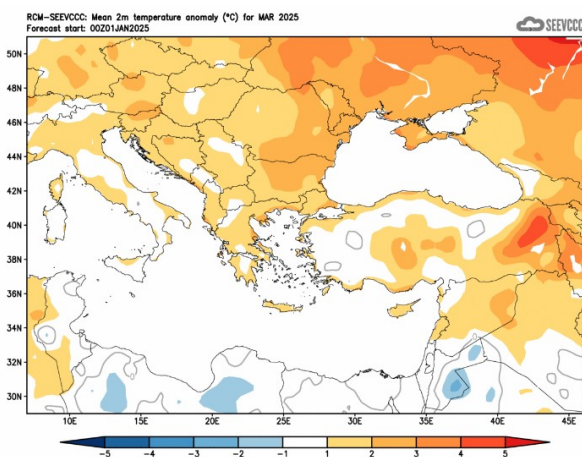 RCM-SEEVCCC: Mean 2m temperature anomaly (°C) for MAR 2025
Forecast start: 00Z01JAN2025
SEEVCCC
50N
48N
46N
44N
42N
40N
38N
36N
34N
32N
30N
10E 15E 20E 25E 30E 35E 40E 45E
-5 -4 -3 -2 -1 1 2 3 4 5